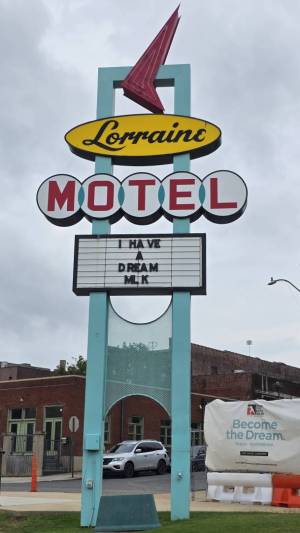 Lorraine
MOTEL
I HAVE
A
DREAM
MLK
Become
the Dream.